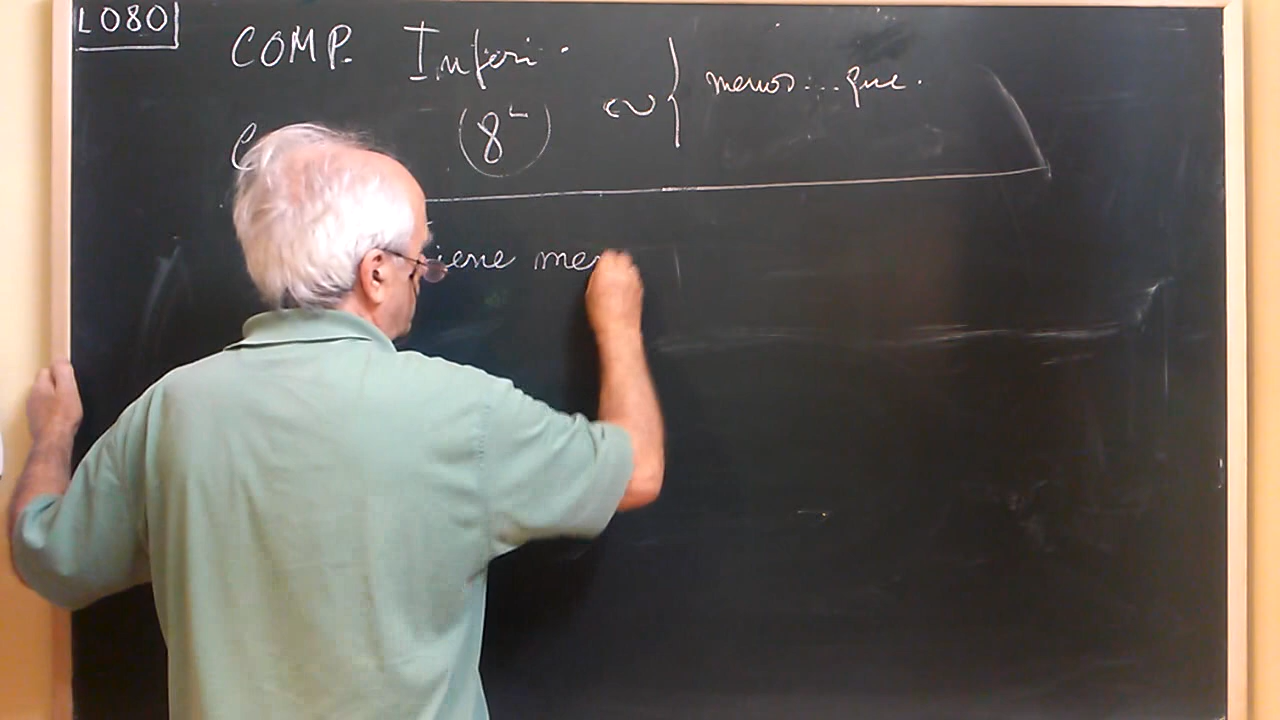 L080
COMP. Inferi.
menos...que.
C
(8ª)
iene men